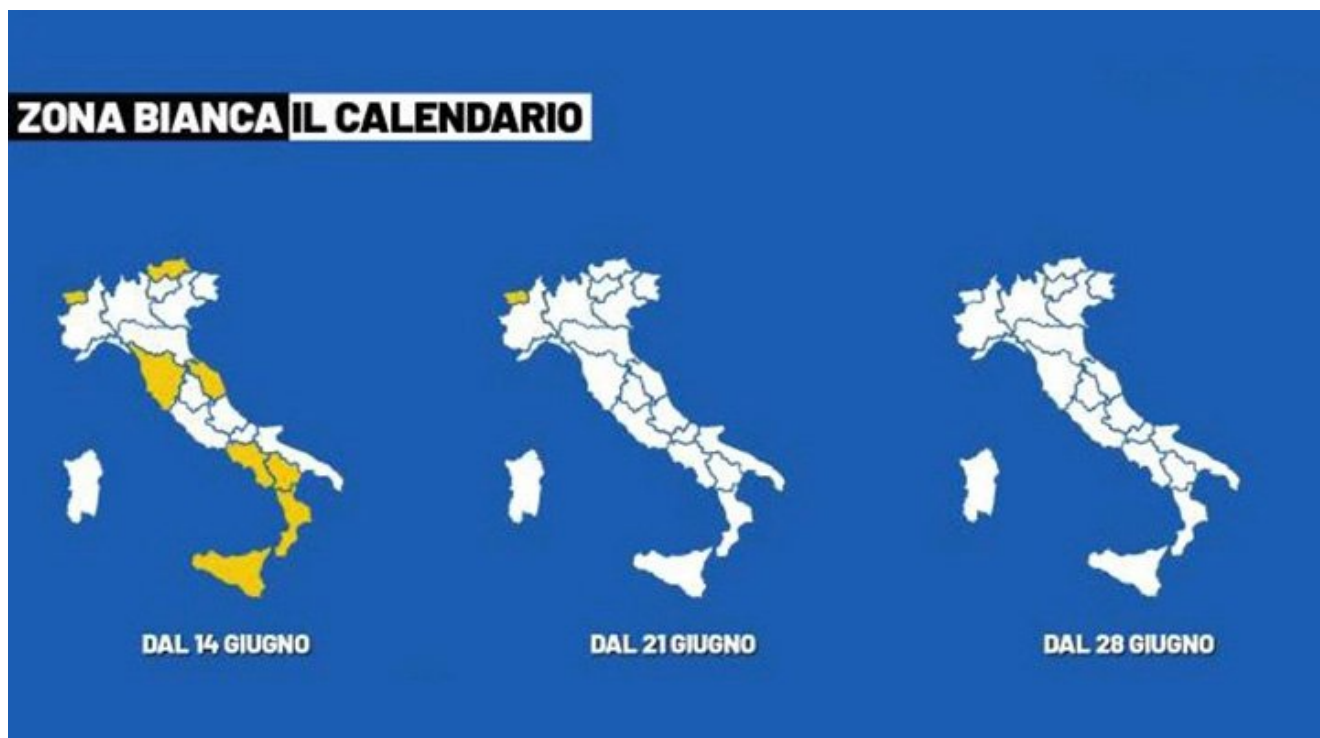 ZONA BIANCA IL CALENDARIO
DAL 14 GIUGNO
DAL 21 GIUGNO
DAL 28 GIUGNO